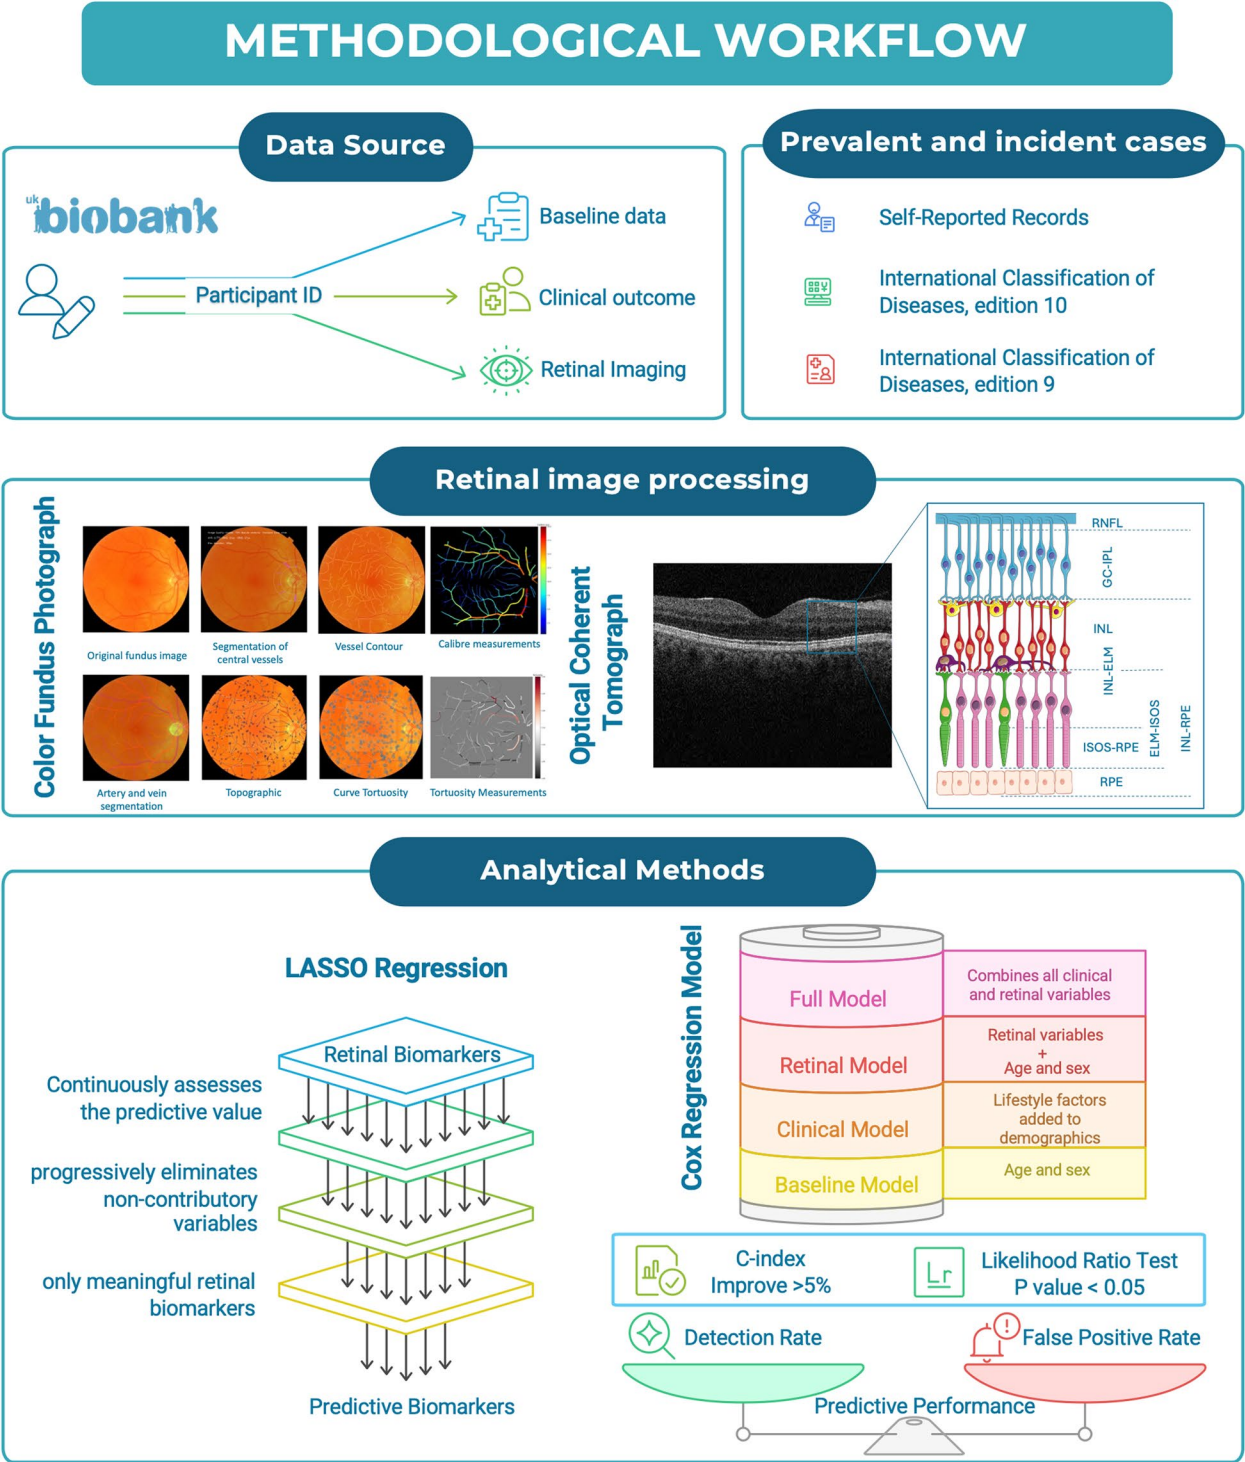 METHODOLOGICAL WORKFLOW
Data Source
uk biobank
Participant ID
Baseline data
Clinical outcome
Retinal Imaging
Prevalent and incident cases
Self-Reported Records
International Classification of
Diseases, edition 10
International Classification of
Diseases, edition 9
Retinal image processing
Color Fundus Photograph
Original fundus image
Segmentation of
central vessels
Vessel Contour
Calibre measurements
Artery and vein
segmentation
Topographic
Curve Tortuosity
Tortuosity Measurements
Optical Coherent
Tomograph
RNFL
GC-IPL
INL
INL-ELM
ISOS-RPE
ELM-ISOS
INL-RPE
RPE
Analytical Methods
LASSO Regression
Retinal Biomarkers
Continuously assesses
the predictive value
progressively eliminates
non-contributory
variables
only meaningful retinal
biomarkers
Predictive Biomarkers
Cox Regression Model
Full Model
Combines all clinical
and retinal variables
Retinal Model
Retinal variables
+
Age and sex
Clinical Model
Lifestyle factors
added to
demographics
Baseline Model
Age and sex
C-index
Improve >5%
Lr
Likelihood Ratio Test
P value < 0.05
Detection Rate
False Positive Rate
Predictive Performance